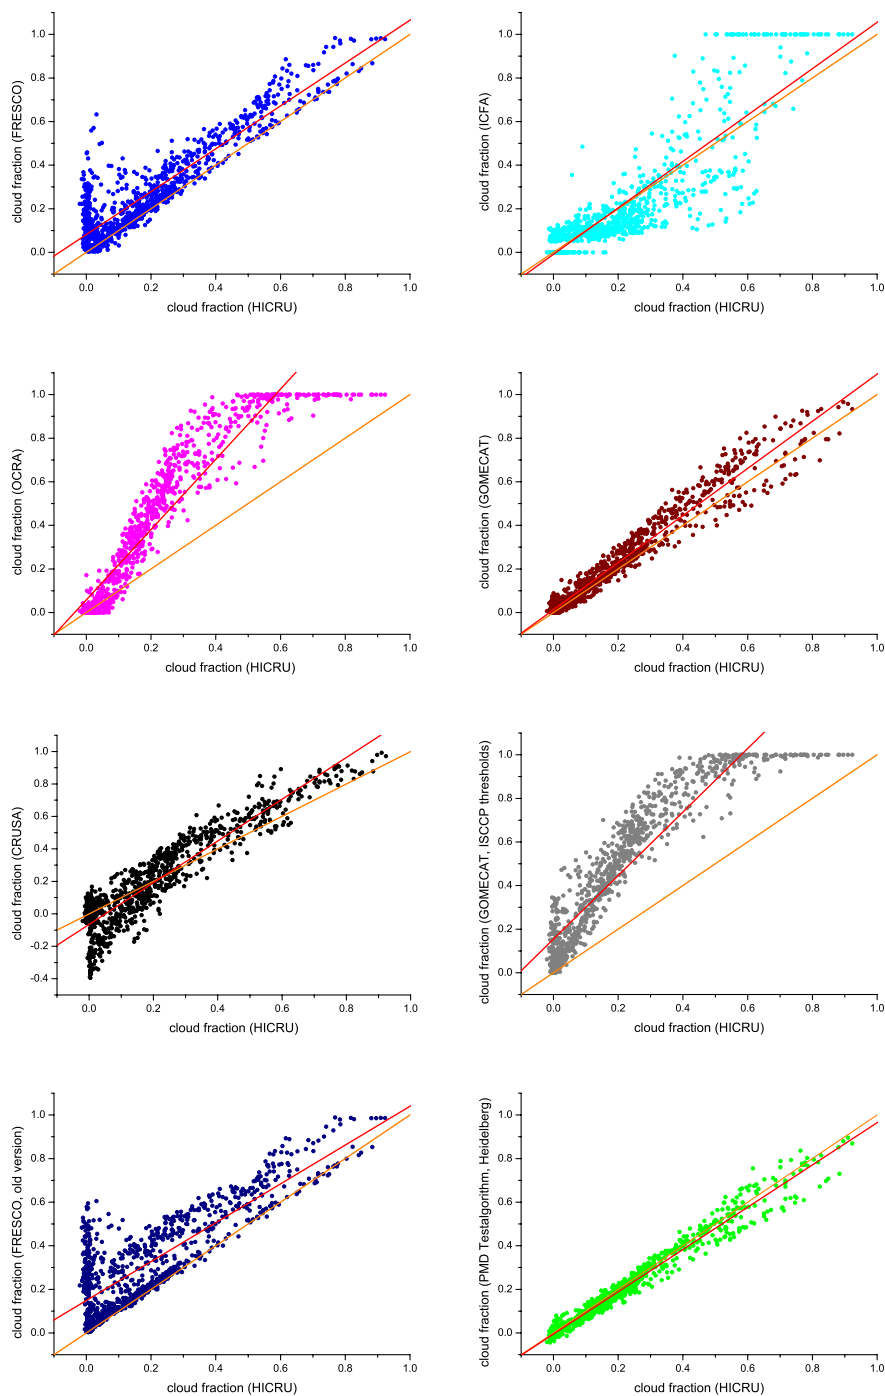 1.0
0.8
0.6
0.4
0.2
0.0
cloud fraction (FRESCO)
0.0 0.2 0.4 0.6 0.8 1.0
cloud fraction (HICRU)
1.0
0.8
0.6
0.4
0.2
0.0
cloud fraction (ICFA)
0.0 0.2 0.4 0.6 0.8 1.0
cloud fraction (HICRU)
1.0
0.8
0.6
0.4
0.2
0.0
cloud fraction (OCRA)
0.0 0.2 0.4 0.6 0.8 1.0
cloud fraction (HICRU)
1.0
0.8
0.6
0.4
0.2
0.0
cloud fraction (GOMECAT)
0.0 0.2 0.4 0.6 0.8 1.0
cloud fraction (HICRU)
1.0
0.8
0.6
0.4
0.2
0.0
-0.2
-0.4
cloud fraction (CRUSA)
0.0 0.2 0.4 0.6 0.8 1.0
cloud fraction (HICRU)
1.0
0.8
0.6
0.4
0.2
0.0
cloud fraction (GOMECAT, ISCCP thresholds)
0.0 0.2 0.4 0.6 0.8 1.0
cloud fraction (HICRU)
1.0
0.8
0.6
0.4
0.2
0.0
cloud fraction (FRESCO, old version)
0.0 0.2 0.4 0.6 0.8 1.0
cloud fraction (HICRU)
1.0
0.8
0.6
0.4
0.2
0.0
cloud fraction (PMD Testalgorithm, Heidelberg)
0.0 0.2 0.4 0.6 0.8 1.0
cloud fraction (HICRU)